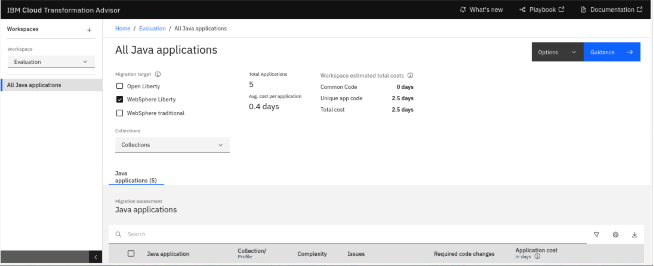 IBM Cloud Transformation Advisor
What's new
Playbook
Documentation
Workspaces
+
Workspace
Evaluation
All Java applications
Home / Evaluation / All Java applications
All Java applications
Options
Guidance
Migration target
Open Liberty
WebSphere Liberty
WebSphere traditional
Total Applications
5
Avg. cost per application
0.4 days
Workspace estimated total costs
Common Code 0 days
Unique app code 2.5 days
Total cost 2.5 days
Collections
Collections
Java
applications (5)
Migration assessment
Java applications
Search
Java application
Collection/
Profile
Complexity
Issues
Required code changes
Application cost
in days